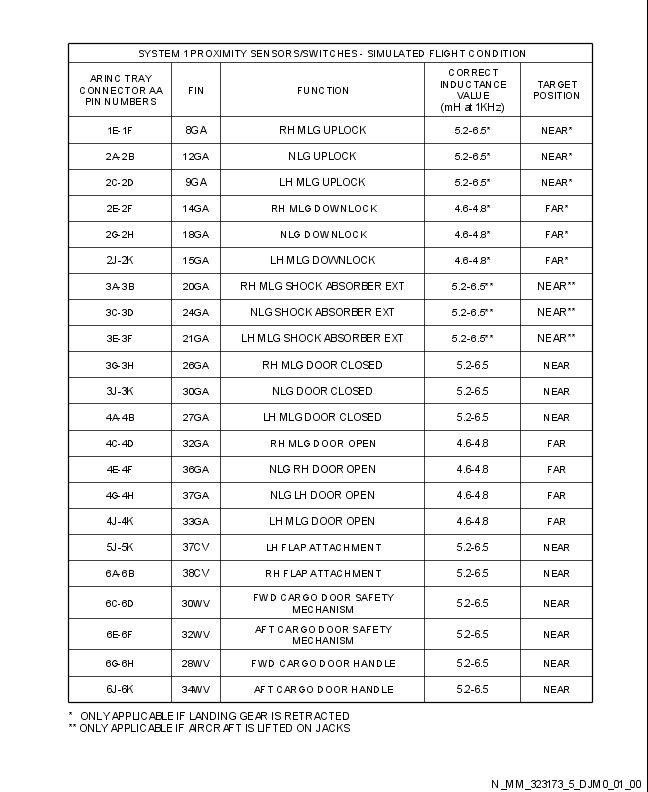 SYSTEM 1 PROXIMITY SENSORS/SWITCHES - SIMULATED FLIGHT CONDITION
ARINC TRAY
CONNECTOR AA
PIN NUMBERS
FIN
FUNCTION
CORRECT
INDUCTANCE
VALUE
(mH at 1KHz)
TARGET
POSITION
1E-1F 8GA RH MLG UPLOCK 5.2-6.5* NEAR*
2A-2B 12GA NLG UPLOCK 5.2-6.5* NEAR*
2C-2D 9GA LH MLG UPLOCK 5.2-6.5* NEAR*
2E-2F 14GA RH MLG DOWNLOCK 4.6-4.8* FAR*
2G-2H 18GA NLG DOWNLOCK 4.6-4.8* FAR*
2J-2K 15GA LH MLG DOWNLOCK 4.6-4.8* FAR*
3A-3B 20GA RH MLG SHOCK ABSORBER EXT 5.2-6.5** NEAR**
3C-3D 24GA NLG SHOCK ABSORBER EXT 5.2-6.5** NEAR**
3E-3F 21GA LH MLG SHOCK ABSORBER EXT 5.2-6.5** NEAR**
3G-3H 26GA RH MLG DOOR CLOSED 5.2-6.5 NEAR
3J-3K 30GA NLG DOOR CLOSED 5.2-6.5 NEAR
4A-4B 27GA LH MLG DOOR CLOSED 5.2-6.5 NEAR
4C-4D 32GA RH MLG DOOR OPEN 4.6-4.8 FAR
4E-4F 36GA NLG RH DOOR OPEN 4.6-4.8 FAR
4G-4H 37GA NLG LH DOOR OPEN 4.6-4.8 FAR
4J-4K 33GA LH MLG DOOR OPEN 4.6-4.8 FAR
5J-5K 37CV LH FLAP ATTACHMENT 5.2-6.5 NEAR
6A-6B 38CV RH FLAP ATTACHMENT 5.2-6.5 NEAR
6C-6D 30WV FWD CARGO DOOR SAFETY
MECHANISM 5.2-6.5 NEAR
6E-6F 32WV AFT CARGO DOOR SAFETY
MECHANISM 5.2-6.5 NEAR
6G-6H 28WV FWD CARGO DOOR HANDLE 5.2-6.5 NEAR
6J-6K 34WV AFT CARGO DOOR HANDLE 5.2-6.5 NEAR
* ONLY APPLICABLE IF LANDING GEAR IS RETRACTED
** ONLY APPLICABLE IF AIRCRAFT IS LIFTED ON JACKS
N_MM_323173_5_DJM0_01_00